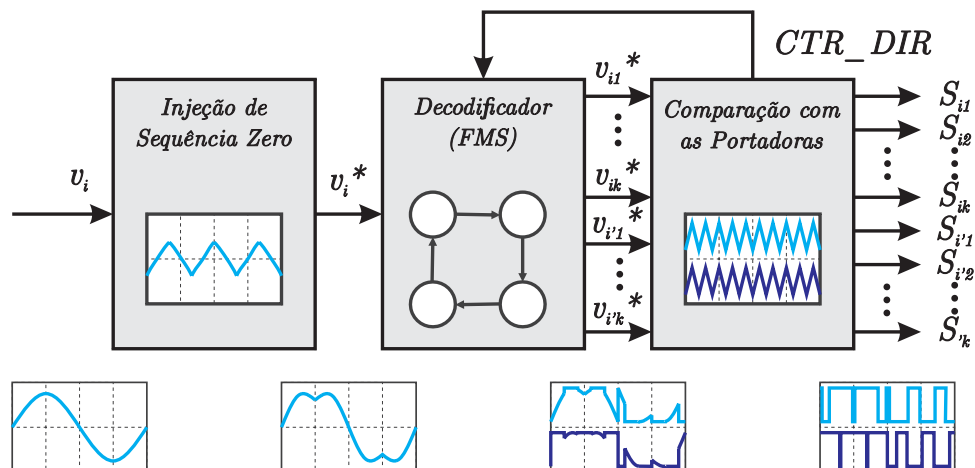 CTR_DIR
Injeção de
Sequência Zero
Decodificador
(FMS)
Comparação com
as Portadoras
v_i
v_i*
v_i1*
v_ik*
v_i'1*
v_i'k*
S_i1
S_i2
S_ik
S_i'1
S_i'2
S_'k